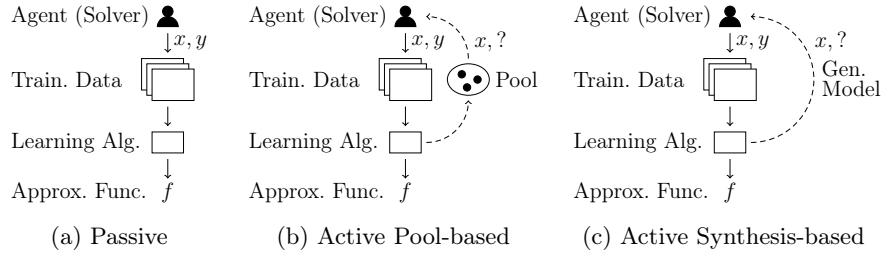 Agent (Solver)
x, y
Train. Data
Learning Alg.
Approx. Func. f
(a) Passive
Agent (Solver)
x, y
x, ?
Train. Data
Pool
Learning Alg.
Approx. Func. f
(b) Active Pool-based
Agent (Solver)
x, y
x, ?
Train. Data
Gen.
Model
Learning Alg.
Approx. Func. f
(c) Active Synthesis-based